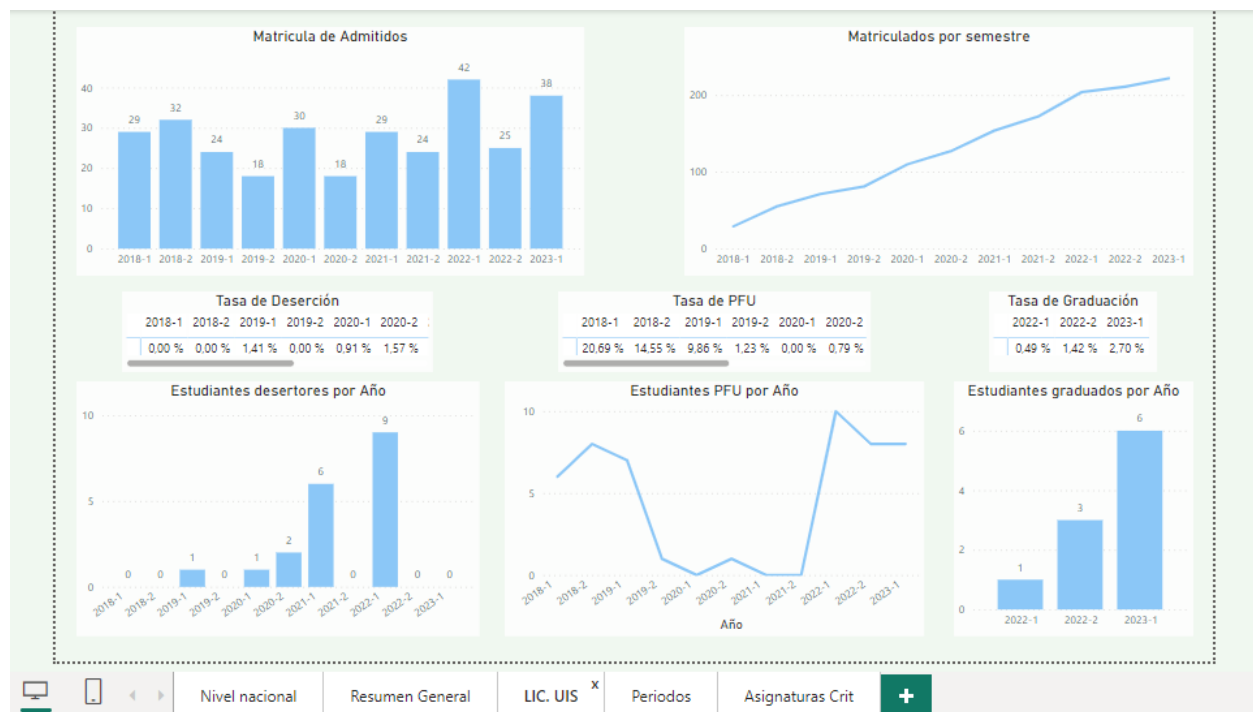 Matricula de Admitidos
40
30
20
10
0
29
32
24
18
30
18
29
24
42
25
38
2018-1 2018-2 2019-1 2019-2 2020-1 2020-2 2021-1 2021-2 2022-1 2022-2 2023-1
Matriculados por semestre
200
100
0
2018-1 2018-2 2019-1 2019-2 2020-1 2020-2 2021-1 2021-2 2022-1 2022-2 2023-1
Tasa de Deserción
2018-1 2018-2 2019-1 2019-2 2020-1 2020-2
0,00 % 0,00 % 1,41 % 0,00 % 0,91 % 1,57 %
Tasa de PFU
2018-1 2018-2 2019-1 2019-2 2020-1 2020-2
20,69 % 14,55 % 9,86 % 1,23 % 0,00 % 0,79 %
Tasa de Graduación
2022-1 2022-2 2023-1
0,49 % 1,42 % 2,70 %
Estudiantes desertores por Año
10
5
0
0
0
1
0
1
2
6
0
9
0
0
2018-1 2018-2 2019-1 2019-2 2020-1 2020-2 2021-1 2021-2 2022-1 2022-2 2023-1
Estudiantes PFU por Año
10
5
0
2018-1 2018-2 2019-1 2019-2 2020-1 2020-2 2021-1 2021-2 2022-1 2022-2 2023-1
Año
Estudiantes graduados por Año
6
4
2
0
1
3
6
2022-1 2022-2 2023-1
Nivel nacional Resumen General LIC. UIS x Periodos Asignaturas Crit +